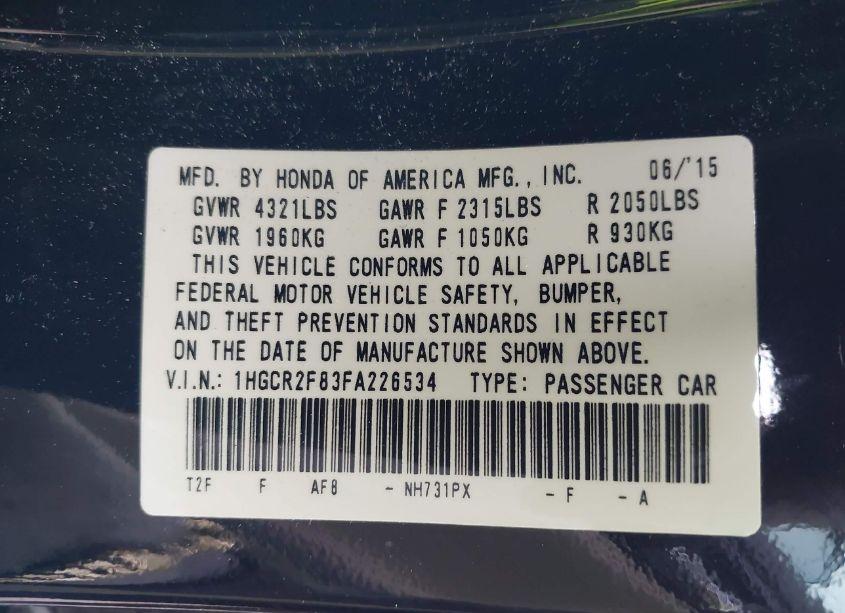 MFD. BY HONDA OF AMERICA MFG., INC. 06/'15
GVWR 4321LBS GAWR F 2315LBS R 2050LBS
GVWR 1960KG GAWR F 1050KG R 930KG
THIS VEHICLE CONFORMS TO ALL APPLICABLE
FEDERAL MOTOR VEHICLE SAFETY, BUMPER,
AND THEFT PREVENTION STANDARDS IN EFFECT
ON THE DATE OF MANUFACTURE SHOWN ABOVE.
V.I.N.: 1HGCR2F83FA226534 TYPE: PASSENGER CAR
T2F F AF8 - NH731PX - F - A